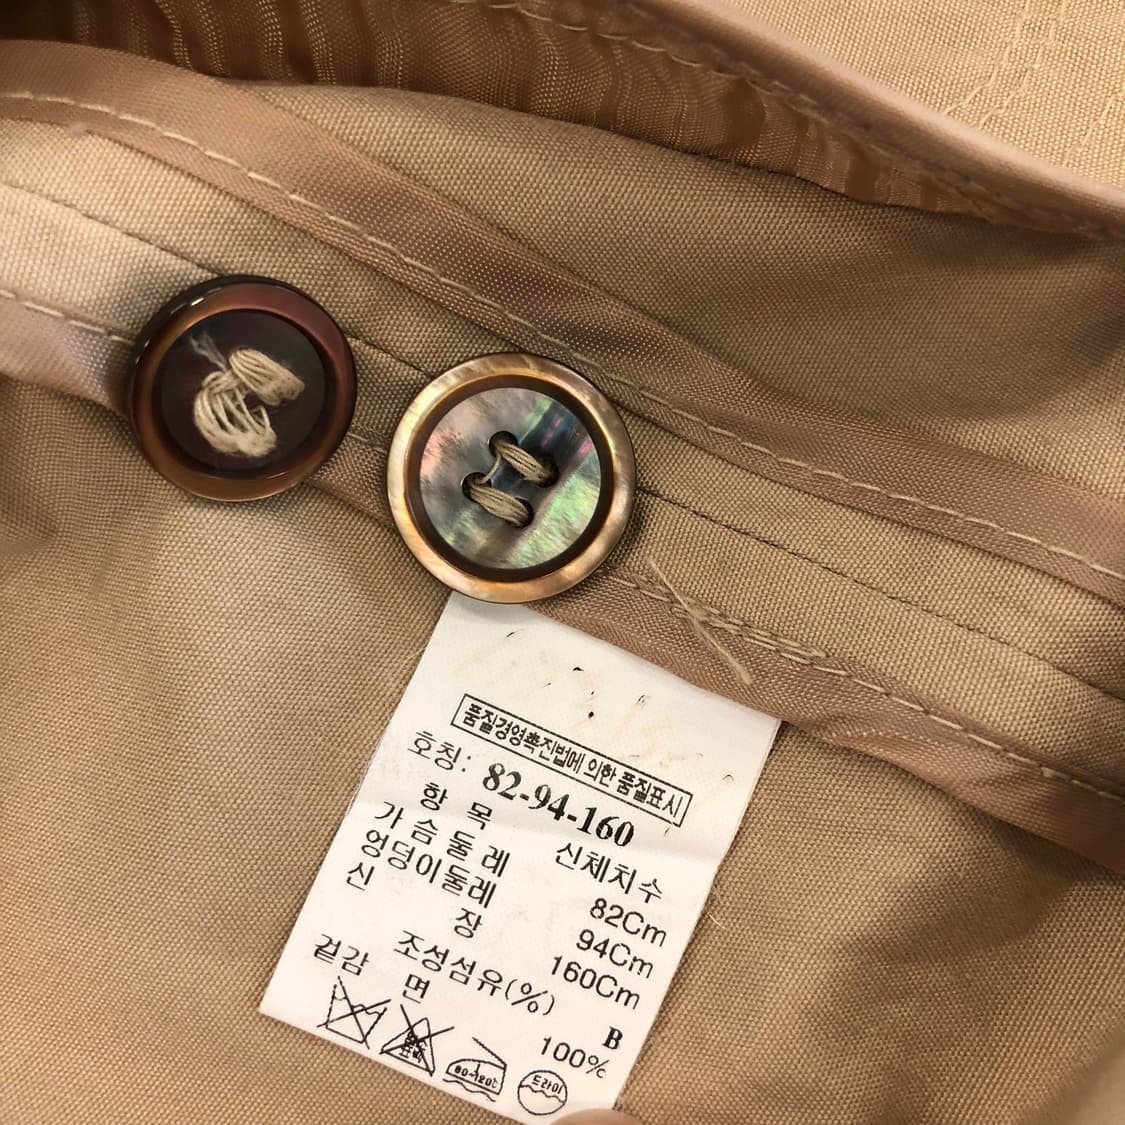 품질경영촉진법에 의한 품질표시
호칭: 82-94-160
항 목 신체치수
가슴둘레 82Cm
엉덩이둘레 94Cm
신 장 160Cm
조성섬유(%)
B
겉감 면 100%
80~120℃ 드라이